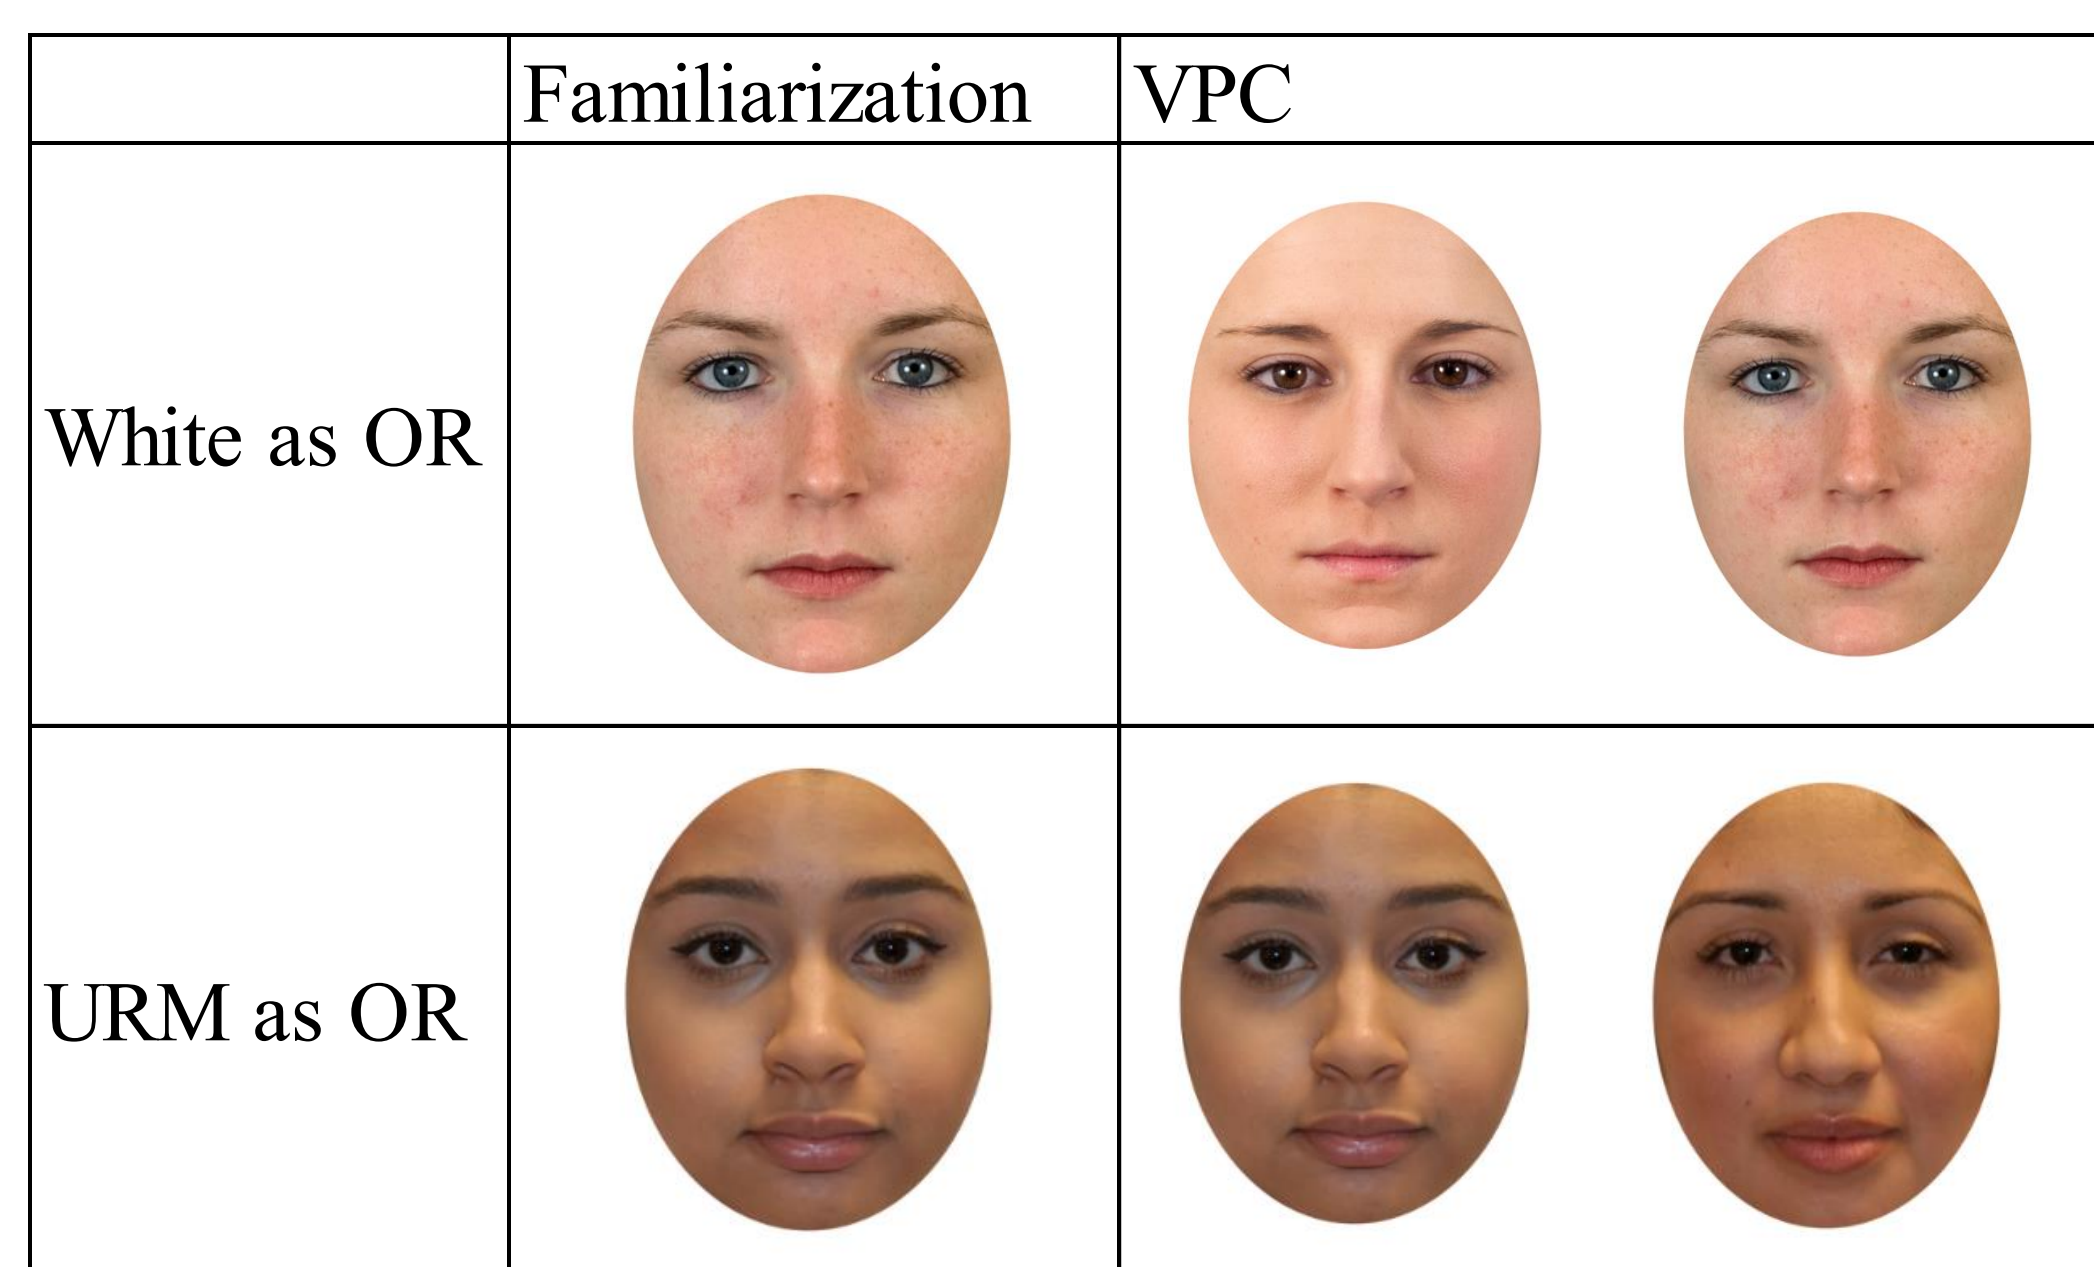 Familiarization VPC
White as OR
URM as OR